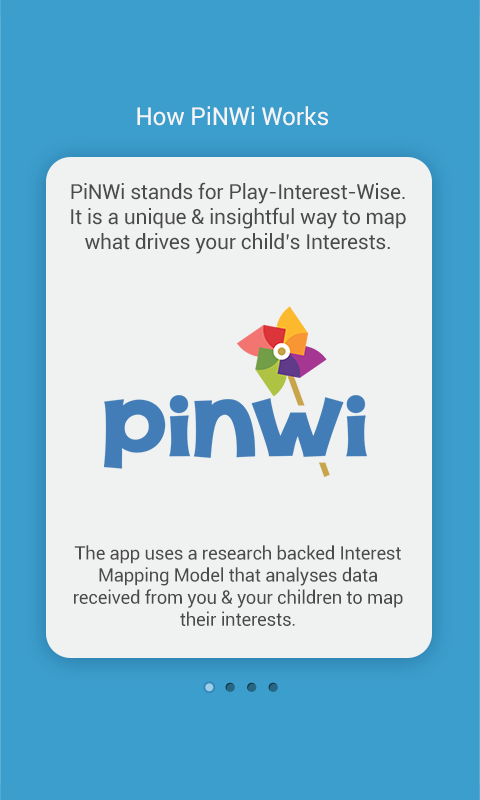 How PiNWi Works
PiNWi stands for Play-Interest-Wise.
It is a unique & insightful way to map
what drives your child's Interests.
pinwi
The app uses a research backed Interest
Mapping Model that analyses data
received from you & your children to map
their interests.